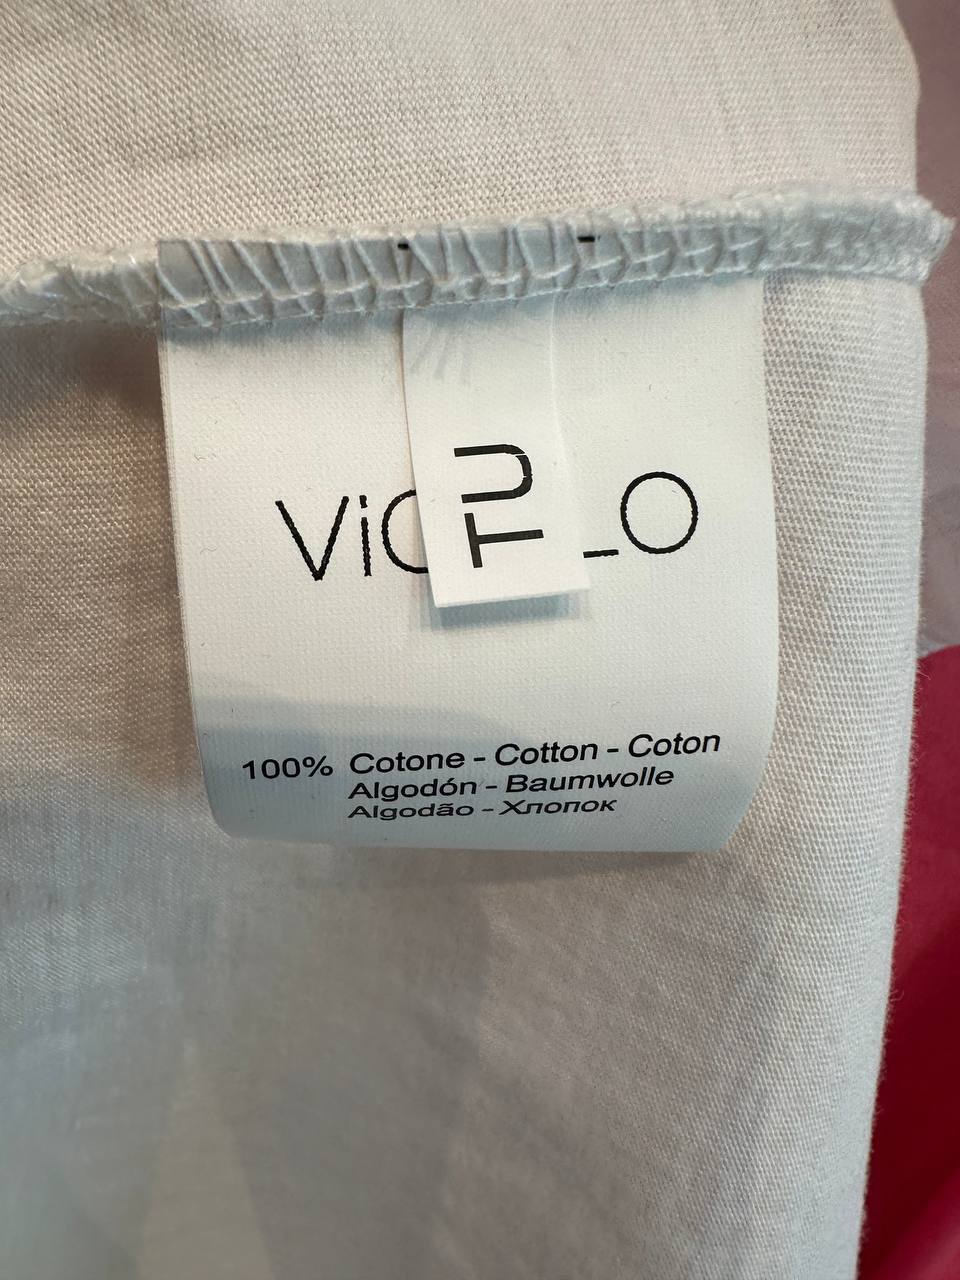 TU
ViC LO
100% Cotone - Cotton - Coton
Algodón - Baumwolle
Algodão - Хлопок